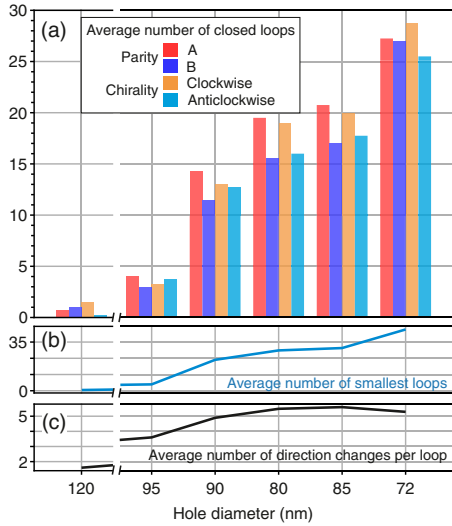 30
(a)
Average number of closed loops
Parity
A
B
Chirality
Clockwise
Anticlockwise
25
20
15
10
5
0
(b)
35
0
Average number of smallest loops
(c)
5
2
Average number of direction changes per loop
120 95 90 80 85 72
Hole diameter (nm)